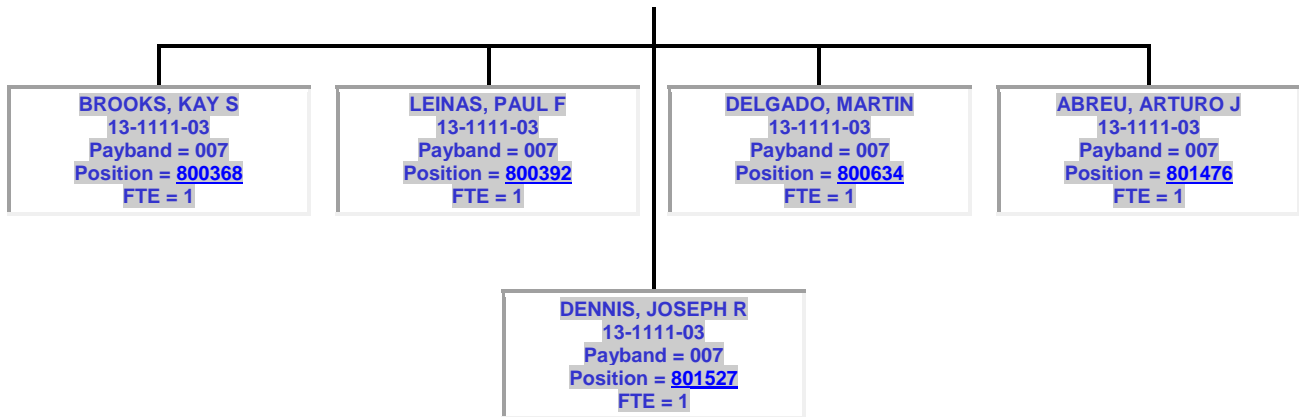 BROOKS, KAY S
13-1111-03
Payband = 007
Position = 800368
FTE = 1
LEINAS, PAUL F
13-1111-03
Payband = 007
Position = 800392
FTE = 1
DELGADO, MARTIN
13-1111-03
Payband = 007
Position = 800634
FTE = 1
ABREU, ARTURO J
13-1111-03
Payband = 007
Position = 801476
FTE = 1
DENNIS, JOSEPH R
13-1111-03
Payband = 007
Position = 801527
FTE = 1